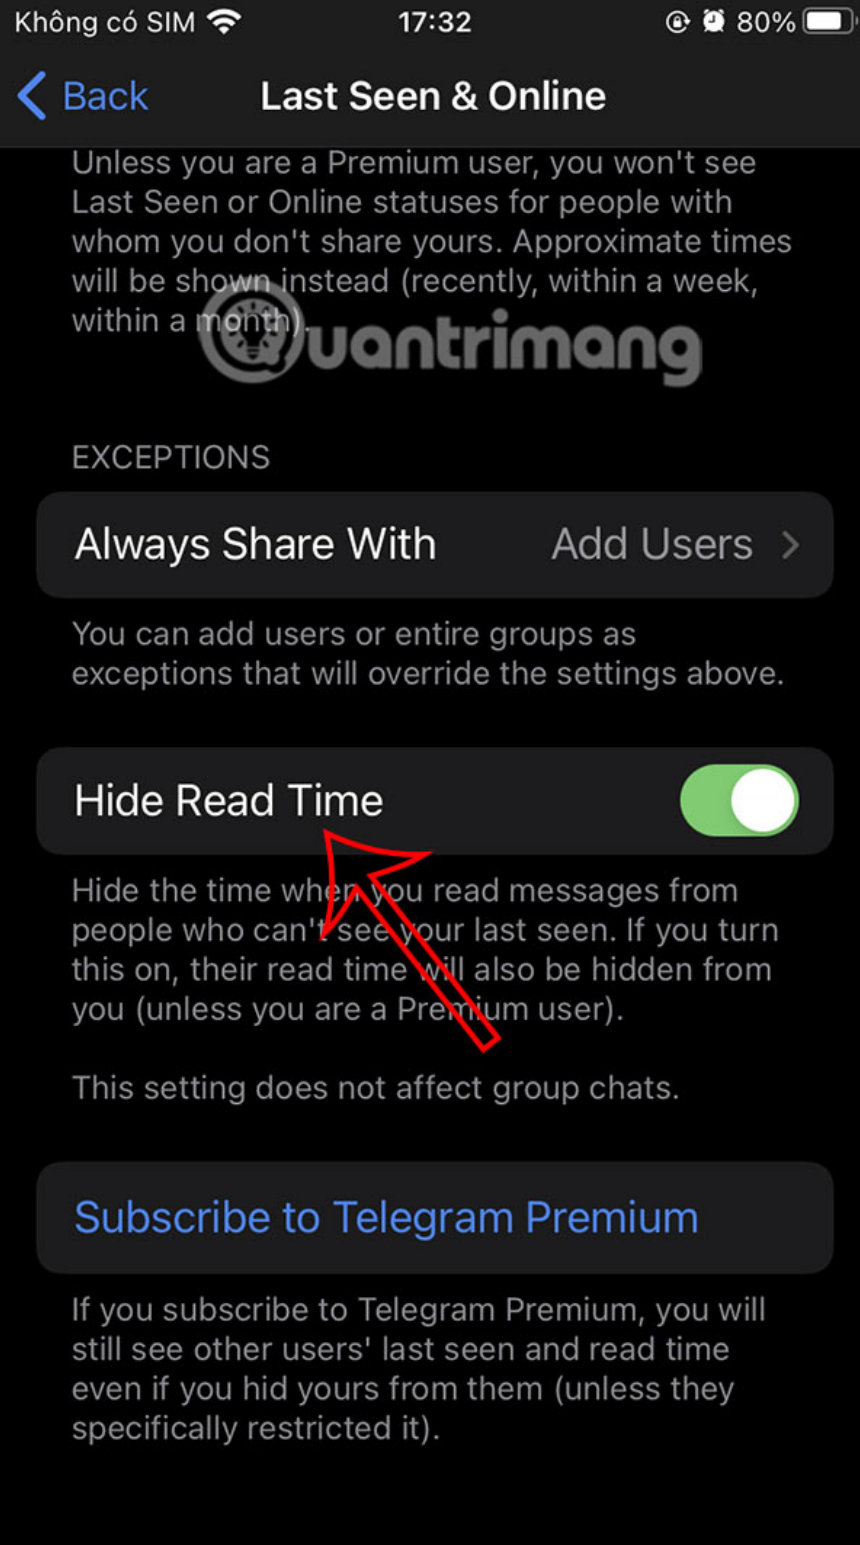 Không có SIM
17:32
80%
Back
Last Seen & Online
Unless you are a Premium user, you won't see
Last Seen or Online statuses for people with
whom you don't share yours. Approximate times
will be shown instead (recently, within a week,
within a month).
Quantrimang
EXCEPTIONS
Always Share With
Add Users
You can add users or entire groups as
exceptions that will override the settings above.
Hide Read Time
Hide the time when you read messages from
people who can't see your last seen. If you turn
this on, their read time will also be hidden from
you (unless you are a Premium user).
This setting does not affect group chats.
Subscribe to Telegram Premium
If you subscribe to Telegram Premium, you will
still see other users' last seen and read time
even if you hid yours from them (unless they
specifically restricted it).